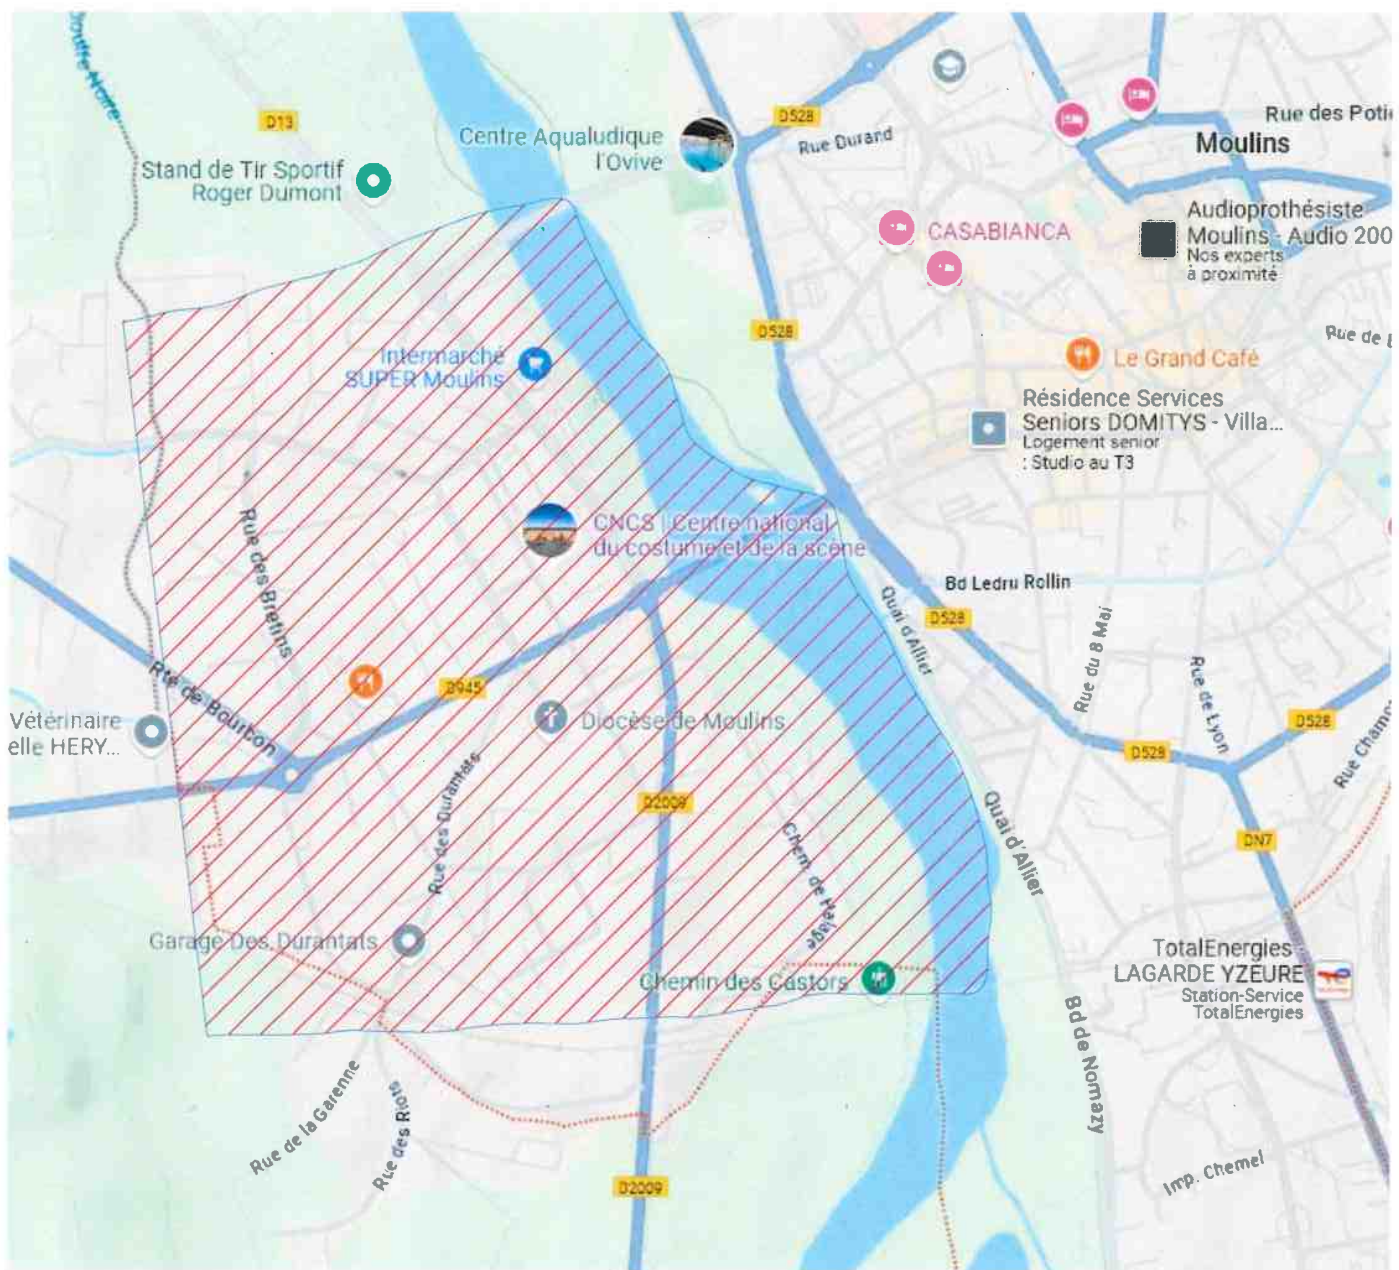 D13
D528
Rue Durand
Rue des Poti
Moulins
Centre Aqualudique
l'Ovive
Stand de Tir Sportif
Roger Dumont
CASABIANCA
Audioprothésiste
Moulins - Audio 200
Nos experts
à proximité
D528
Rue de
Intermarché
SUPER Moulins
Le Grand Café
Résidence Services
Seniors DOMITYS - Villa...
Logement senior
: Studio au T3
CNCS | Centre national
du costume et de la scène
Rue des Bretins
Bd Ledru Rollin
Quai d'Allier
D528
Rue du 8 Mai
Rue de Lyon
Rte de Bourbon
D945
Diocèse de Moulins
Vétérinaire
elle HERY...
D528
D528
Rue des Durantats
D2009
Chem. de Halage
Quai d'Allier
DN7
Garage Des Durantats
Chemin des Castors
TotalEnergies
LAGARDE YZEURE
Station-Service
TotalEnergies
Bd de Nomazy
Rue de la Garenne
Rue des Riots
Imp. Chemel
D2009